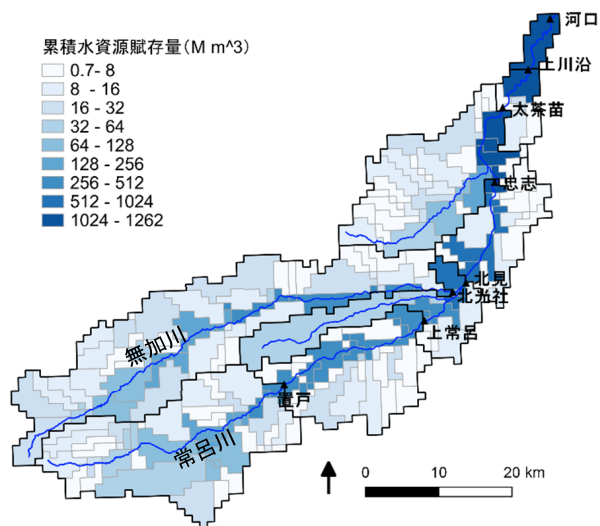 累積水資源賦存量(M m^3)
0.7- 8
8 - 16
16 - 32
32 - 64
64 - 128
128 - 256
256 - 512
512 - 1024
1024 - 1262
河口
上川沿
太茶苗
忠志
北見
北光社
上常呂
無加川
置戸
常呂川
0 10 20 km